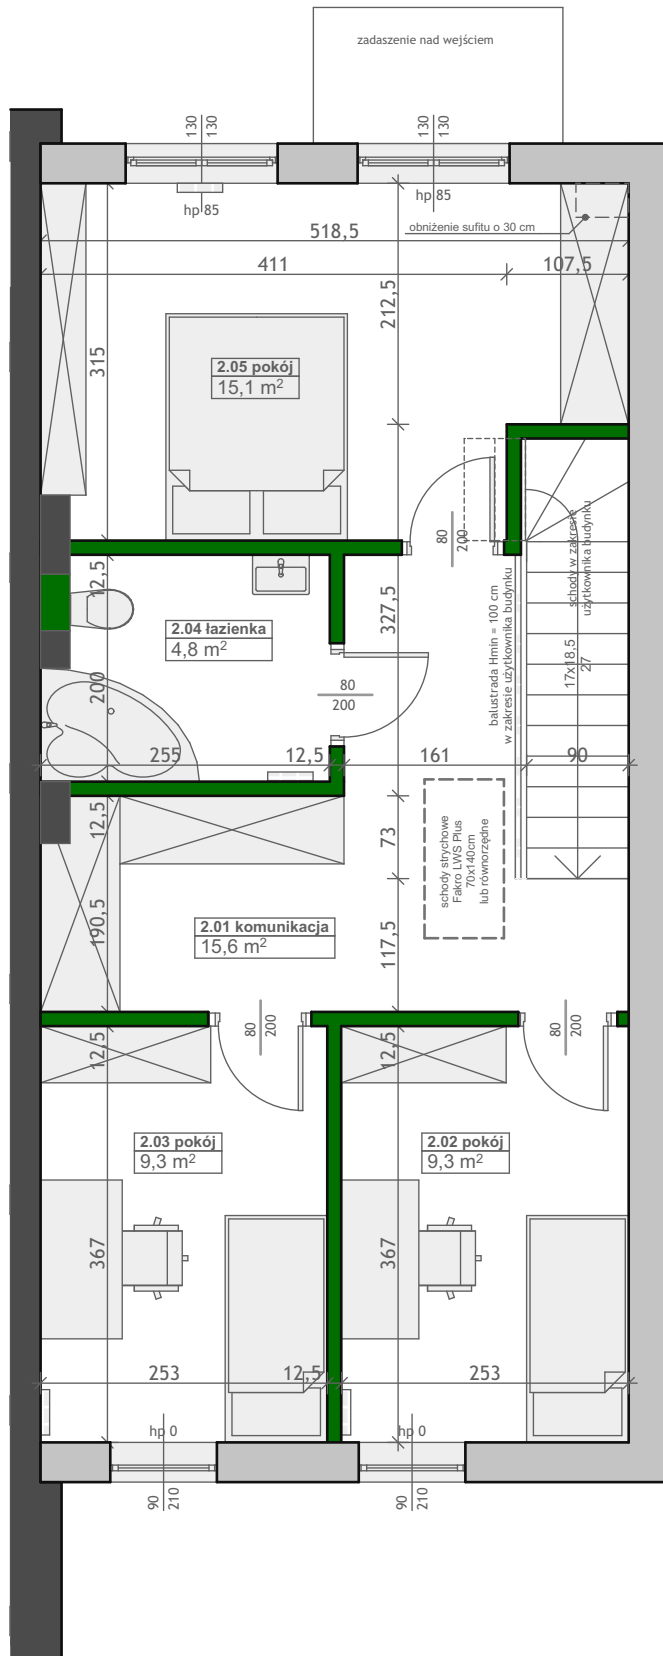 zadaszenie nad wejściem
130
130
130
130
hp 85
hp 85
obniżenie sufitu o 30 cm
518,5
411
107,5
212,5
315
2.05 pokój
15,1 m²
80
200
schody w zakresie
użytkownika budynku
12,5
327,5
balustrada Hmin = 100 cm
w zakresie użytkownika budynku
2.04 łazienka
4,8 m²
17x18,5
27
80
200
200
255
12,5
161
90
12,5
73
schody strychowe
Fakro LWS Plus
70x140cm
lub równorzędne
2.01 komunikacja
15,6 m²
190,5
117,5
80
200
80
200
12,5
12,5
2.03 pokój
9,3 m²
2.02 pokój
9,3 m²
367
367
253
12,5
253
hp 0
hp 0
90
210
90
210